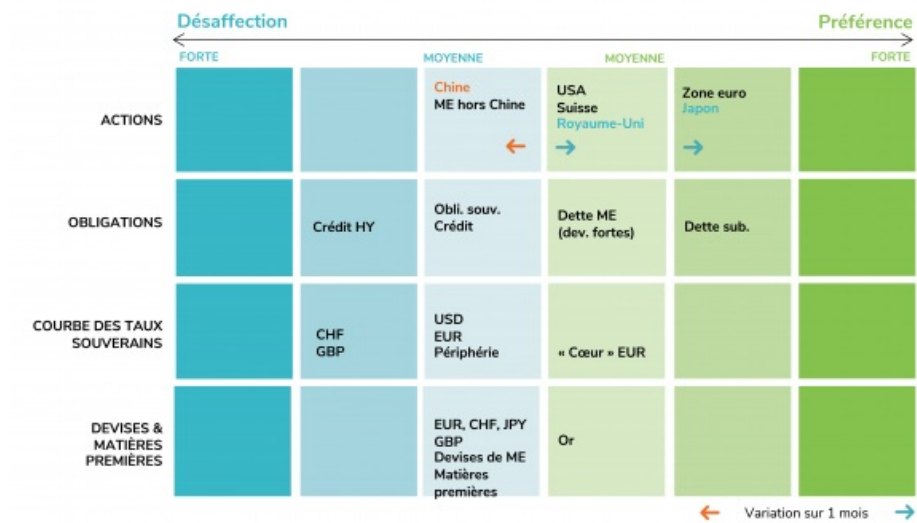 Désaffection
Préférence
FORTE
MOYENNE
MOYENNE
FORTE
ACTIONS
Chine
ME hors Chine
USA
Suisse
Royaume-Uni
Zone euro
Japon
OBLIGATIONS
Crédit HY
Obli. souv.
Crédit
Dette ME
(dev. fortes)
Dette sub.
COURBE DES TAUX
SOUVERAINS
CHF
GBP
USD
EUR
Périphérie
« Cœur » EUR
DEVISES &
MATIÈRES
PREMIÈRES
EUR, CHF, JPY
GBP
Devises de ME
Matières
premières
Or
Variation sur 1 mois